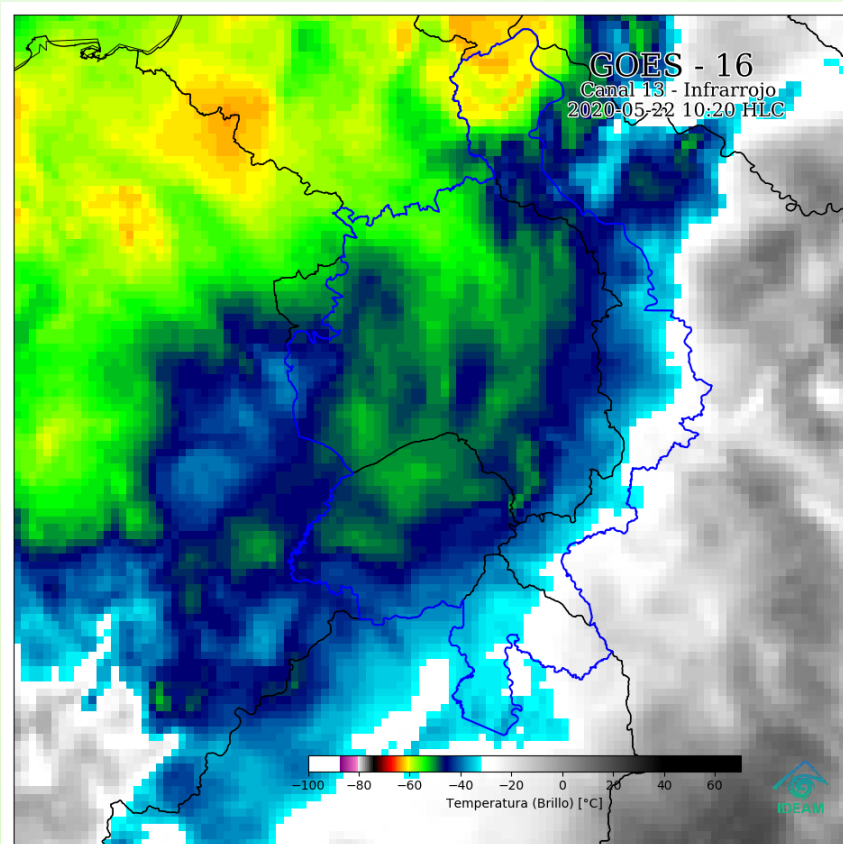 GOES - 16
Canal 13 - Infrarrojo
2020-05-22 10:20 HLC
−100 −80 −60 −40 −20 0 20 40 60
Temperatura (Brillo) [°C]
IDEAM